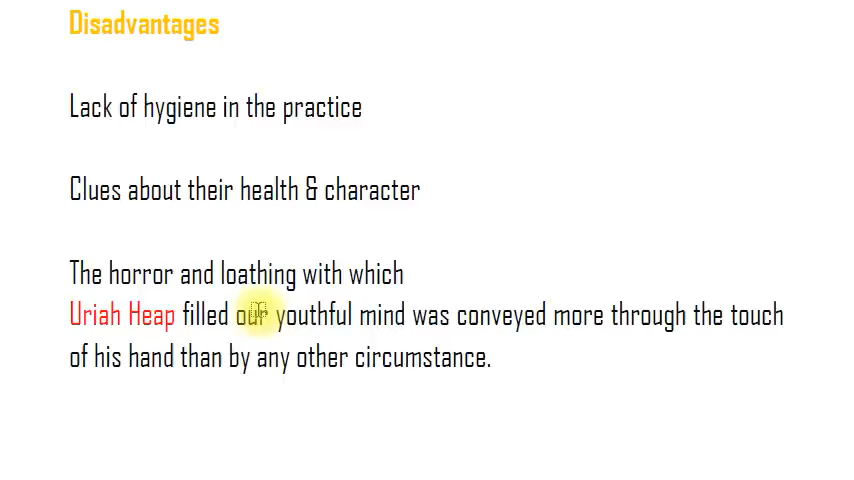 Disadvantages
Lack of hygiene in the practice
Clues about their health & character
The horror and loathing with which
Uriah Heap filled our youthful mind was conveyed more through the touch
of his hand than by any other circumstance.